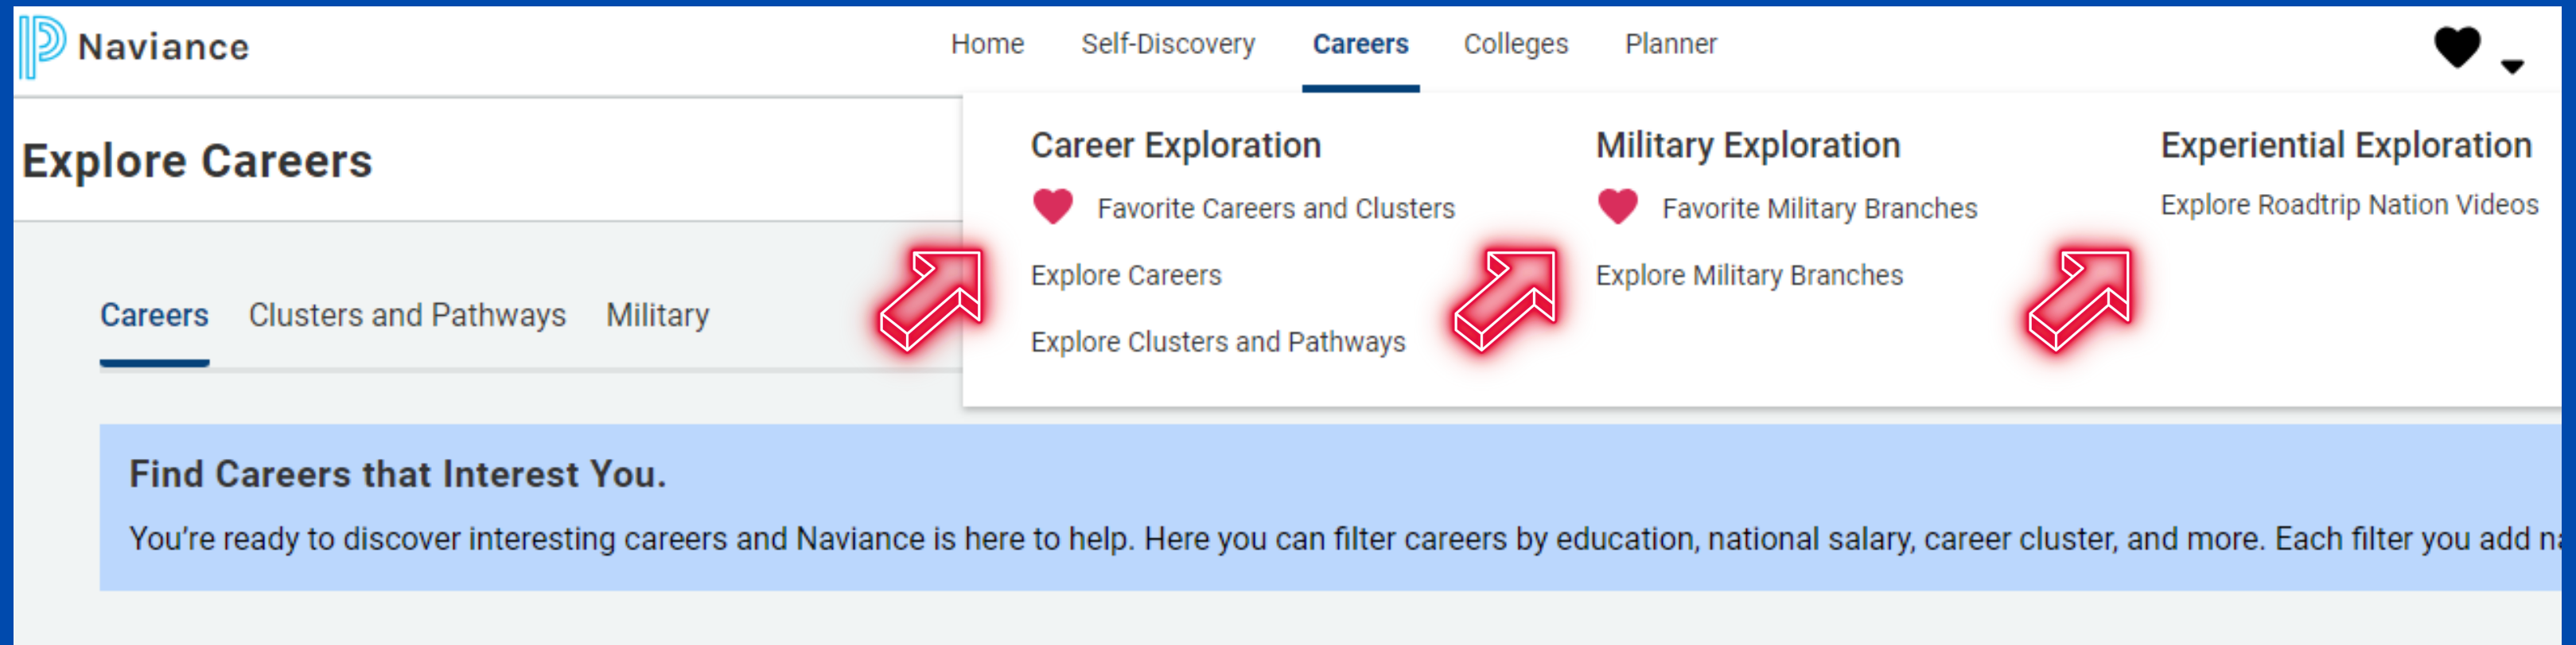 Naviance
Home Self-Discovery Careers Colleges Planner
Explore Careers
Career Exploration
Favorite Careers and Clusters
Explore Careers
Explore Clusters and Pathways
Military Exploration
Favorite Military Branches
Explore Military Branches
Experiential Exploration
Explore Roadtrip Nation Videos
Careers Clusters and Pathways Military
Find Careers that Interest You.
You’re ready to discover interesting careers and Naviance is here to help. Here you can filter careers by education, national salary, career cluster, and more. Each filter you add